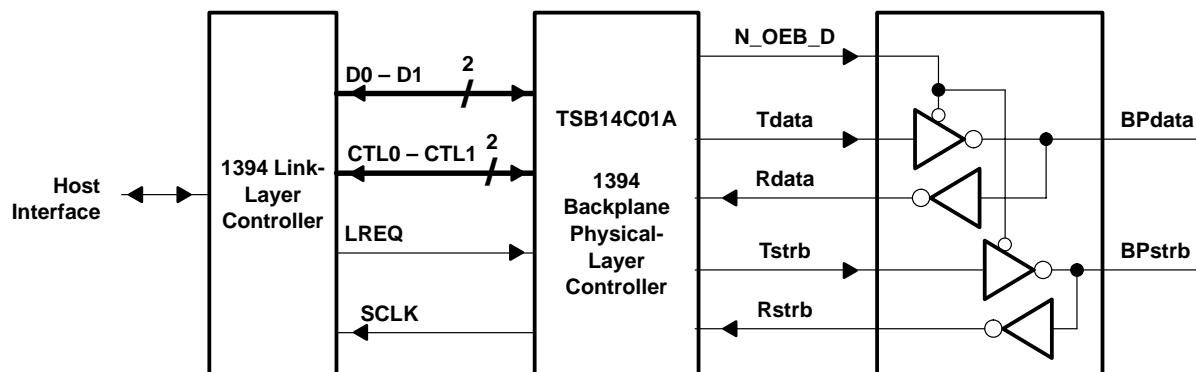 Host
Interface
1394 Link-
Layer
Controller
D0 – D1
2
CTL0 – CTL1
2
LREQ
SCLK
TSB14C01A
1394
Backplane
Physical-
Layer
Controller
N_OEB_D
Tdata
Rdata
Tstrb
Rstrb
BPdata
BPstrb